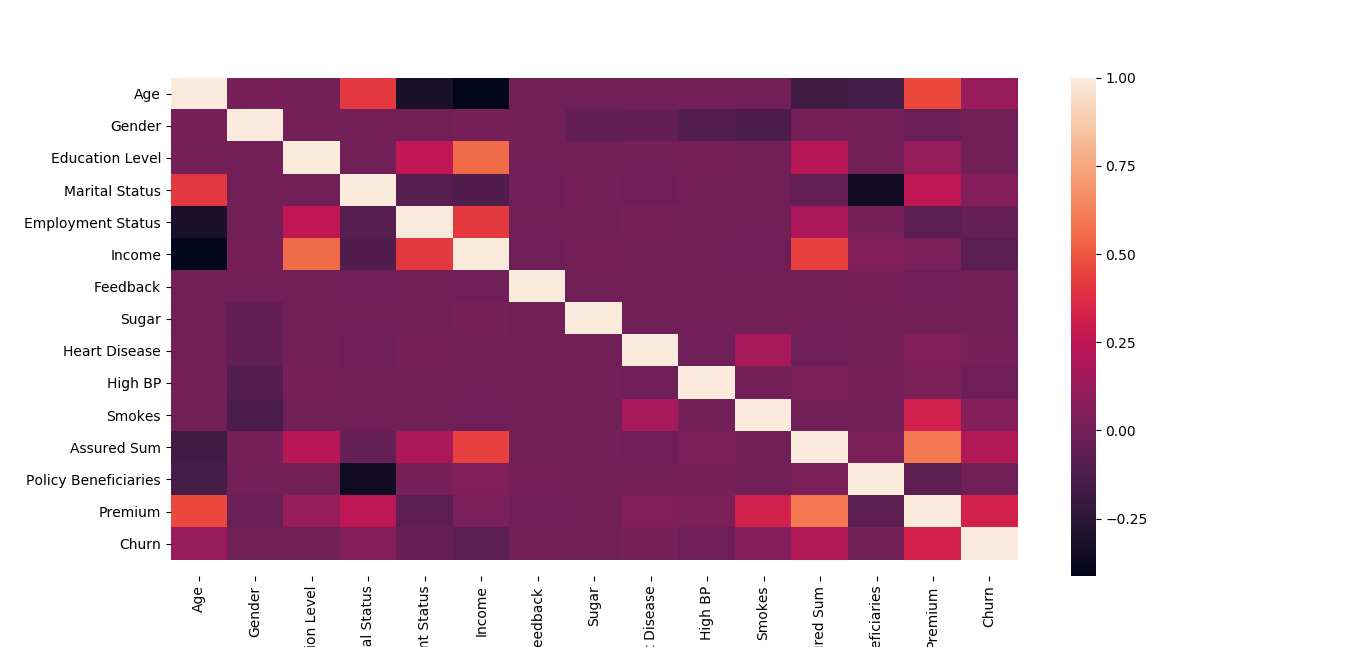 Age
Gender
Education Level
Marital Status
Employment Status
Income
Feedback
Sugar
Heart Disease
High BP
Smokes
Assured Sum
Policy Beneficiaries
Premium
Churn
Age
Gender
ion Level
al Status
nt Status
Income
eedback
Sugar
t Disease
High BP
Smokes
ured Sum
eficiaries
Premium
Churn
1.00
0.75
0.50
0.25
0.00
−0.25